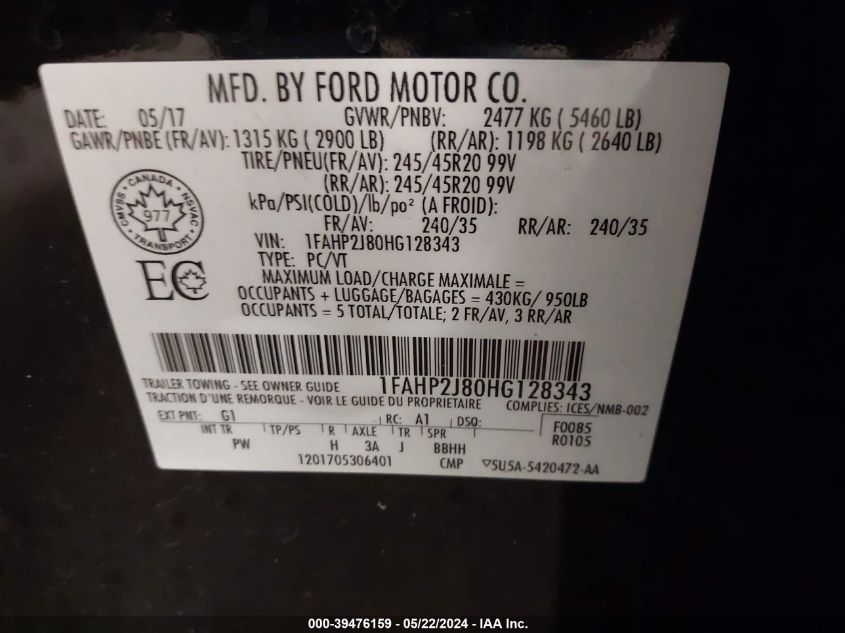 MFD. BY FORD MOTOR CO.
DATE: 05/17 GVWR/PNBV: 2477 KG ( 5460 LB)
GAWR/PNBE (FR/AV): 1315 KG ( 2900 LB) (RR/AR): 1198 KG ( 2640 LB)
TIRE/PNEU(FR/AV): 245/45R20 99V
(RR/AR): 245/45R20 99V
kPa/PSI(COLD)/lb/po² (A FROID):
FR/AV: 240/35 RR/AR: 240/35
VIN: 1FAHP2J80HG128343
TYPE: PC/VT
CANADA
CMVSS 977 NSVAC
TRANSPORT
EC
MAXIMUM LOAD/CHARGE MAXIMALE =
OCCUPANTS + LUGGAGE/BAGAGES = 430KG/ 950LB
OCCUPANTS = 5 TOTAL/TOTALE; 2 FR/AV, 3 RR/AR
TRAILER TOWING - SEE OWNER GUIDE 1FAHP2J80HG128343
TRACTION D'UNE REMORQUE - VOIR LE GUIDE DU PROPRIETAIRE COMPLIES: ICES/NMB-002
EXT PNT: G1 RC: A1 DSO: F0085
INT TR TP/PS R AXLE TR SPR R0105
PW H 3A J BBHH
1201705306401 CMP 5U5A-5420472-AA
000-39476159 - 05/22/2024 - IAA Inc.